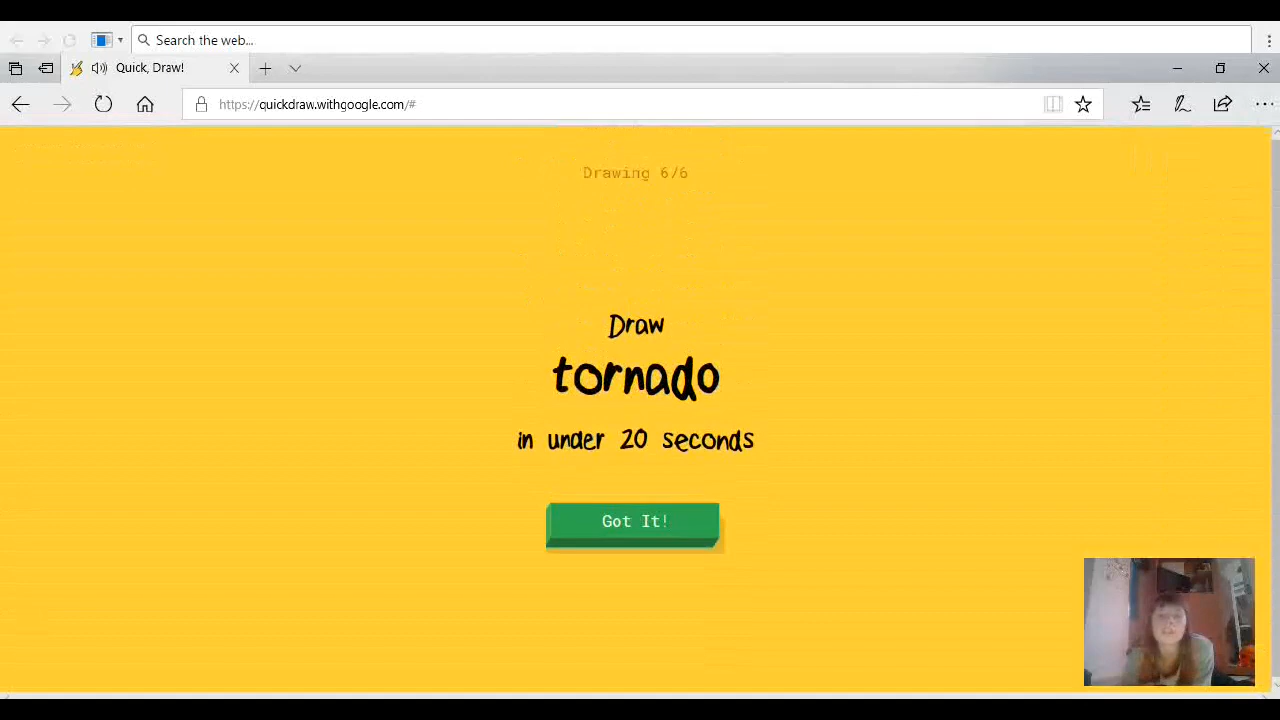 Search the web...
Quick, Draw!
https://quickdraw.withgoogle.com/#
Drawing 6/6
Draw
tornado
in under 20 seconds
Got It!